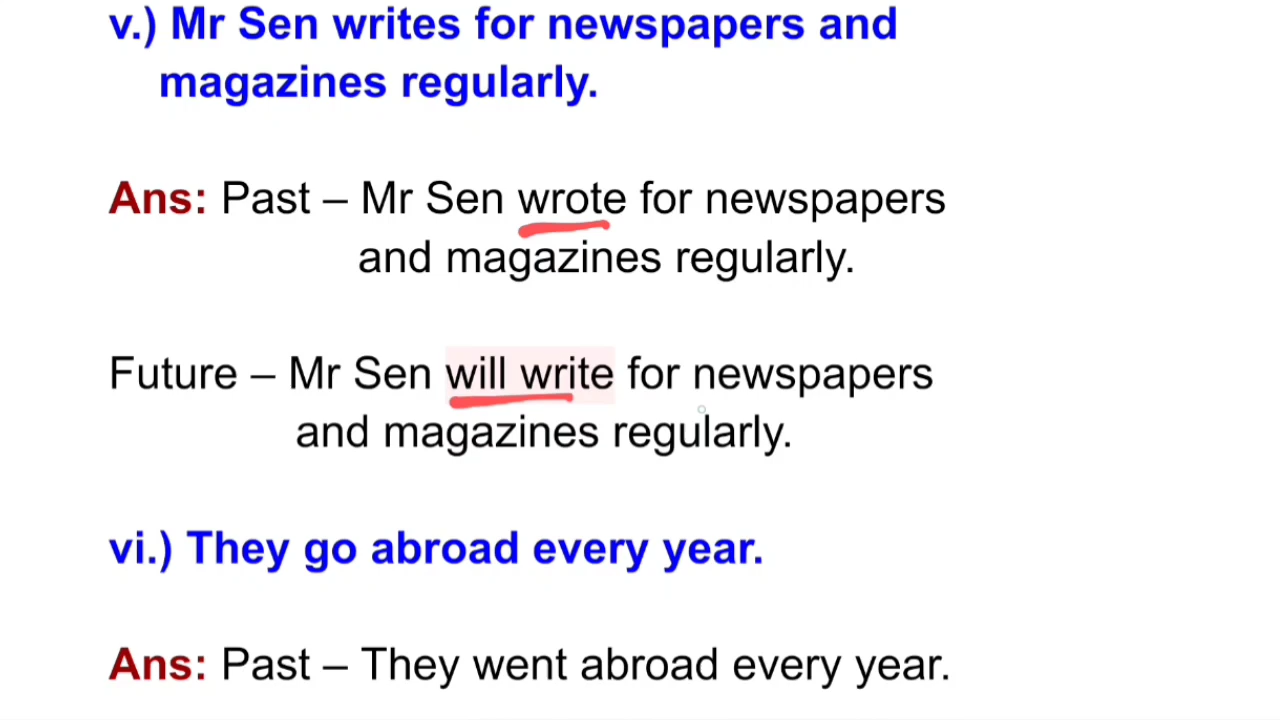 v.) Mr Sen writes for newspapers and
magazines regularly.
Ans: Past – Mr Sen wrote for newspapers
and magazines regularly.
Future – Mr Sen will write for newspapers
and magazines regularly.
vi.) They go abroad every year.
Ans: Past – They went abroad every year.